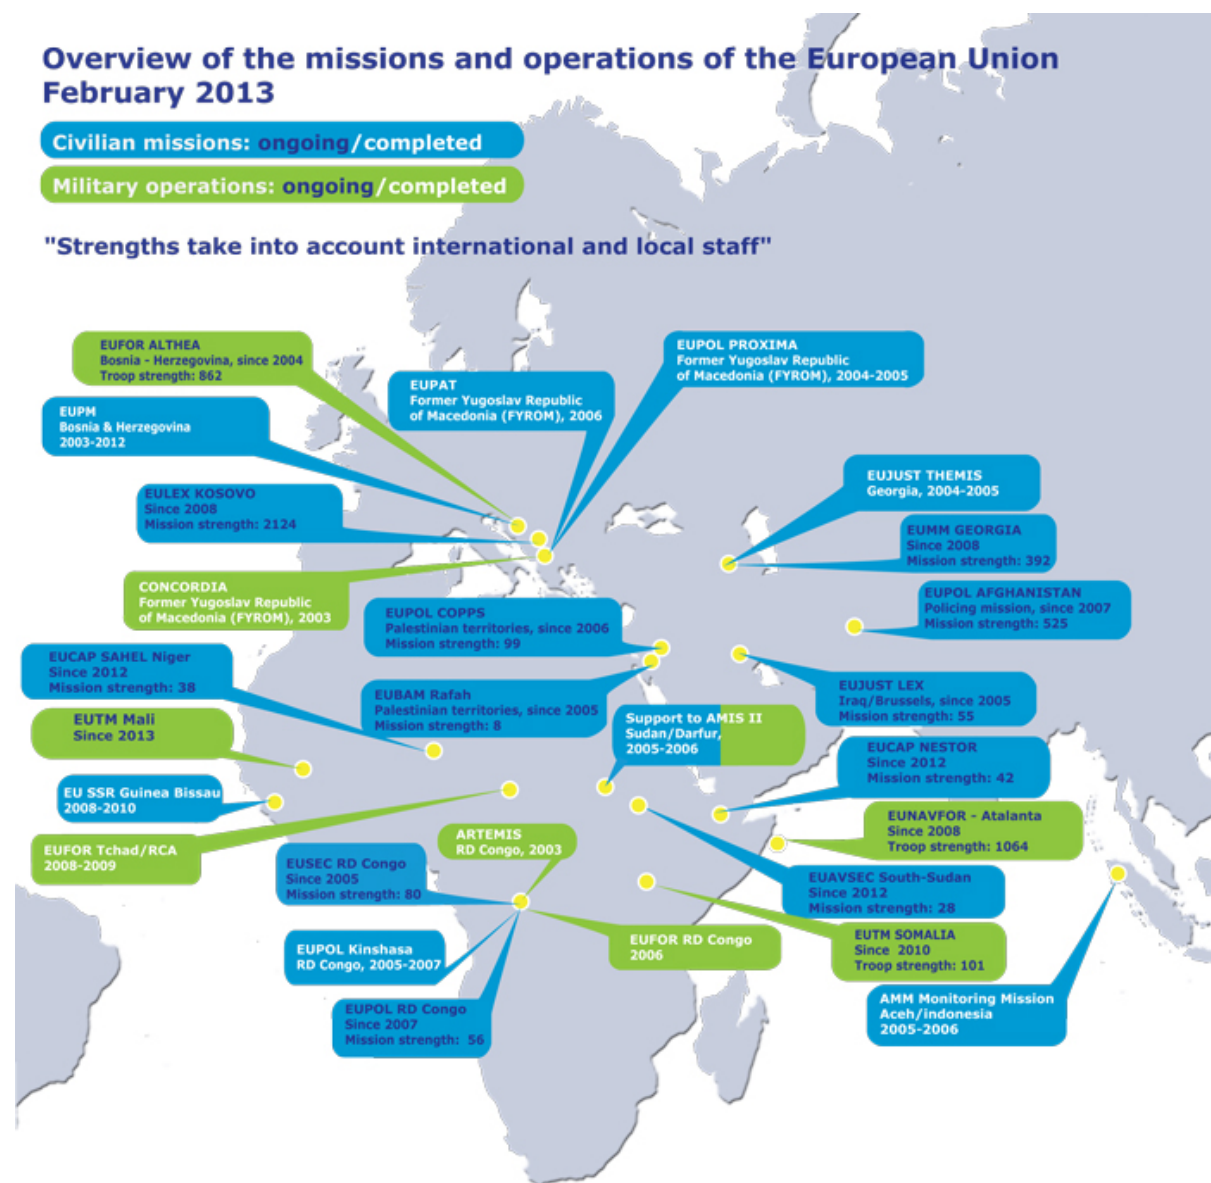 Overview of the missions and operations of the European Union
February 2013
Civilian missions: ongoing/completed
Military operations: ongoing/completed
"Strengths take into account international and local staff"
EUFOR ALTHEA
Bosnia - Herzegovina, since 2004
Troop strength: 862
EUPOL PROXIMA
Former Yugoslav Republic
of Macedonia (FYROM), 2004-2005
EUPAT
Former Yugoslav Republic
of Macedonia (FYROM), 2006
EUPM
Bosnia & Herzegovina
2003-2012
EUJUST THEMIS
Georgia, 2004-2005
EULEX KOSOVO
Since 2008
Mission strength: 2124
EUMM GEORGIA
Since 2008
Mission strength: 392
CONCORDIA
Former Yugoslav Republic
of Macedonia (FYROM), 2003
EUPOL AFGHANISTAN
Policing mission, since 2007
Mission strength: 525
EUPOL COPPS
Palestinian territories, since 2006
Mission strength: 99
EUCAP SAHEL Niger
Since 2012
Mission strength: 38
EUBAM Rafah
Palestinian territories, since 2005
Mission strength: 8
EUJUST LEX
Iraq/Brussels, since 2005
Mission strength: 55
EUTM Mali
Since 2013
Support to AMIS II
Sudan/Darfur,
2005-2006
EUCAP NESTOR
Since 2012
Mission strength: 42
EU SSR Guinea Bissau
2008-2010
EUNAVFOR - Atalanta
Since 2008
Troop strength: 1064
EUFOR Tchad/RCA
2008-2009
ARTEMIS
RD Congo, 2003
EUSEC RD Congo
Since 2005
Mission strength: 80
EUAVSEC South-Sudan
Since 2012
Mission strength: 28
EUPOL Kinshasa
RD Congo, 2005-2007
EUFOR RD Congo
2006
EUTM SOMALIA
Since 2010
Troop strength: 101
EUPOL RD Congo
Since 2007
Mission strength: 56
AMM Monitoring Mission
Aceh/indonesia
2005-2006